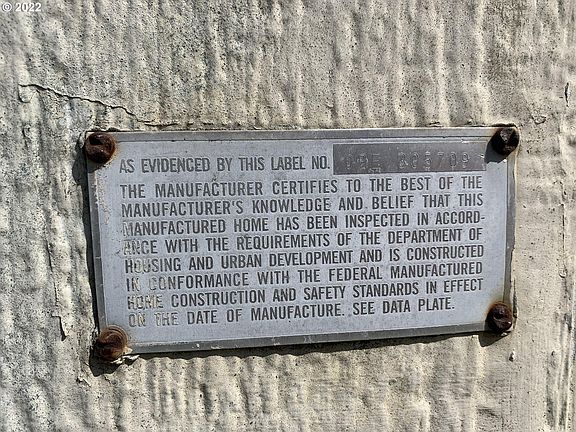 © 2022
AS EVIDENCED BY THIS LABEL NO.
THE MANUFACTURER CERTIFIES TO THE BEST OF THE
MANUFACTURER'S KNOWLEDGE AND BELIEF THAT THIS
MANUFACTURED HOME HAS BEEN INSPECTED IN ACCORD-
ANCE WITH THE REQUIREMENTS OF THE DEPARTMENT OF
HOUSING AND URBAN DEVELOPMENT AND IS CONSTRUCTED
IN CONFORMANCE WITH THE FEDERAL MANUFACTURED
HOME CONSTRUCTION AND SAFETY STANDARDS IN EFFECT
ON THE DATE OF MANUFACTURE. SEE DATA PLATE.